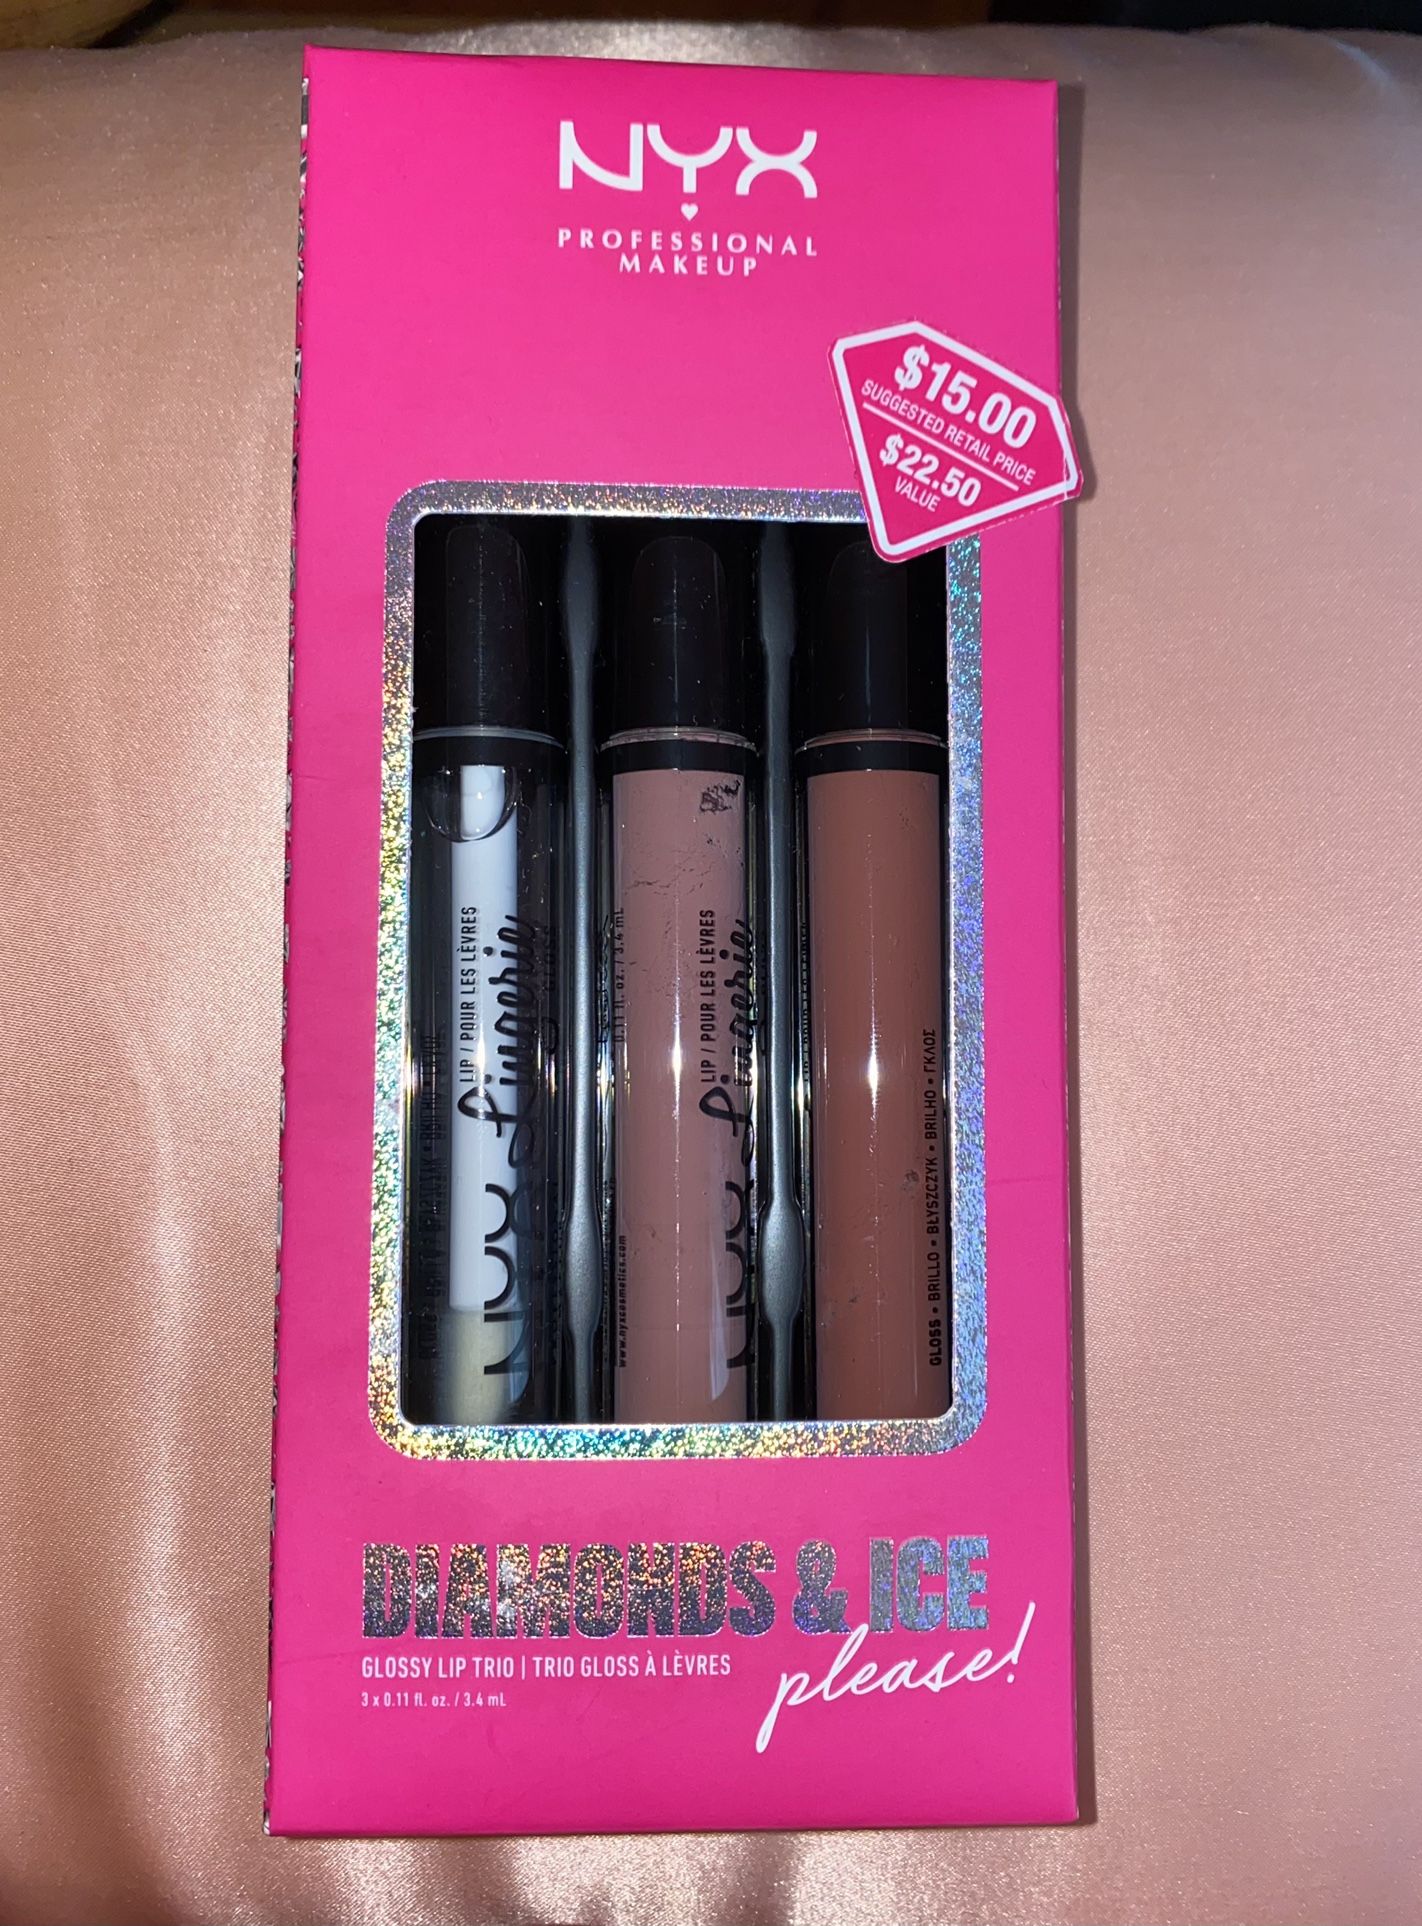 NYX
PROFESSIONAL
MAKEUP
$15.00
SUGGESTED RETAIL PRICE
$22.50
VALUE
LIP / POUR LES LÈVRES
Lingerie
GLOSS
0.11 fl. oz. / 3.4 mL
www.nyxcosmetics.com
LIP / POUR LES LÈVRES
Lingerie
GLOSS • BRILLO • BŁYSZCZYK • BRILHO • ΓΚΛΟΣ
DIAMONDS & ICE
please!
GLOSSY LIP TRIO | TRIO GLOSS À LÈVRES
3 x 0.11 fl. oz. / 3.4 mL